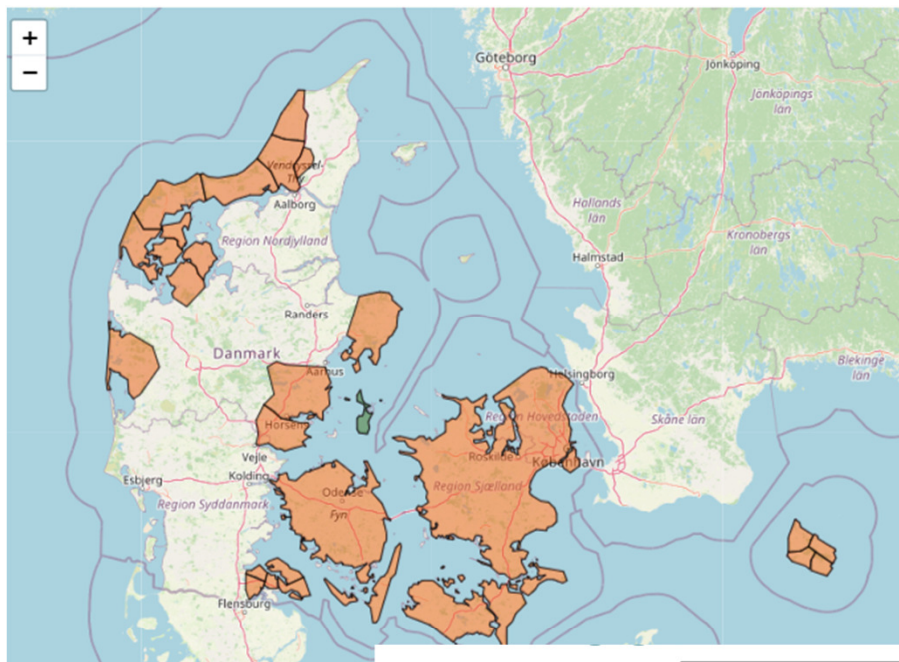 +
−
Göteborg
Jönköping
Jönköpings
län
Vendsyssel-
Thy
Aalborg
Hallands
län
Region Nordjylland
Kronobergs
län
Halmstad
Randers
Danmark
Blekinge
län
Aarhus
Helsingborg
Region Hovedstaden
Skåne län
Horsens
Vejle
Roskilde
København
Kolding
Esbjerg
Odense
Region Sjælland
Region Syddanmark
Fyn
Flensburg